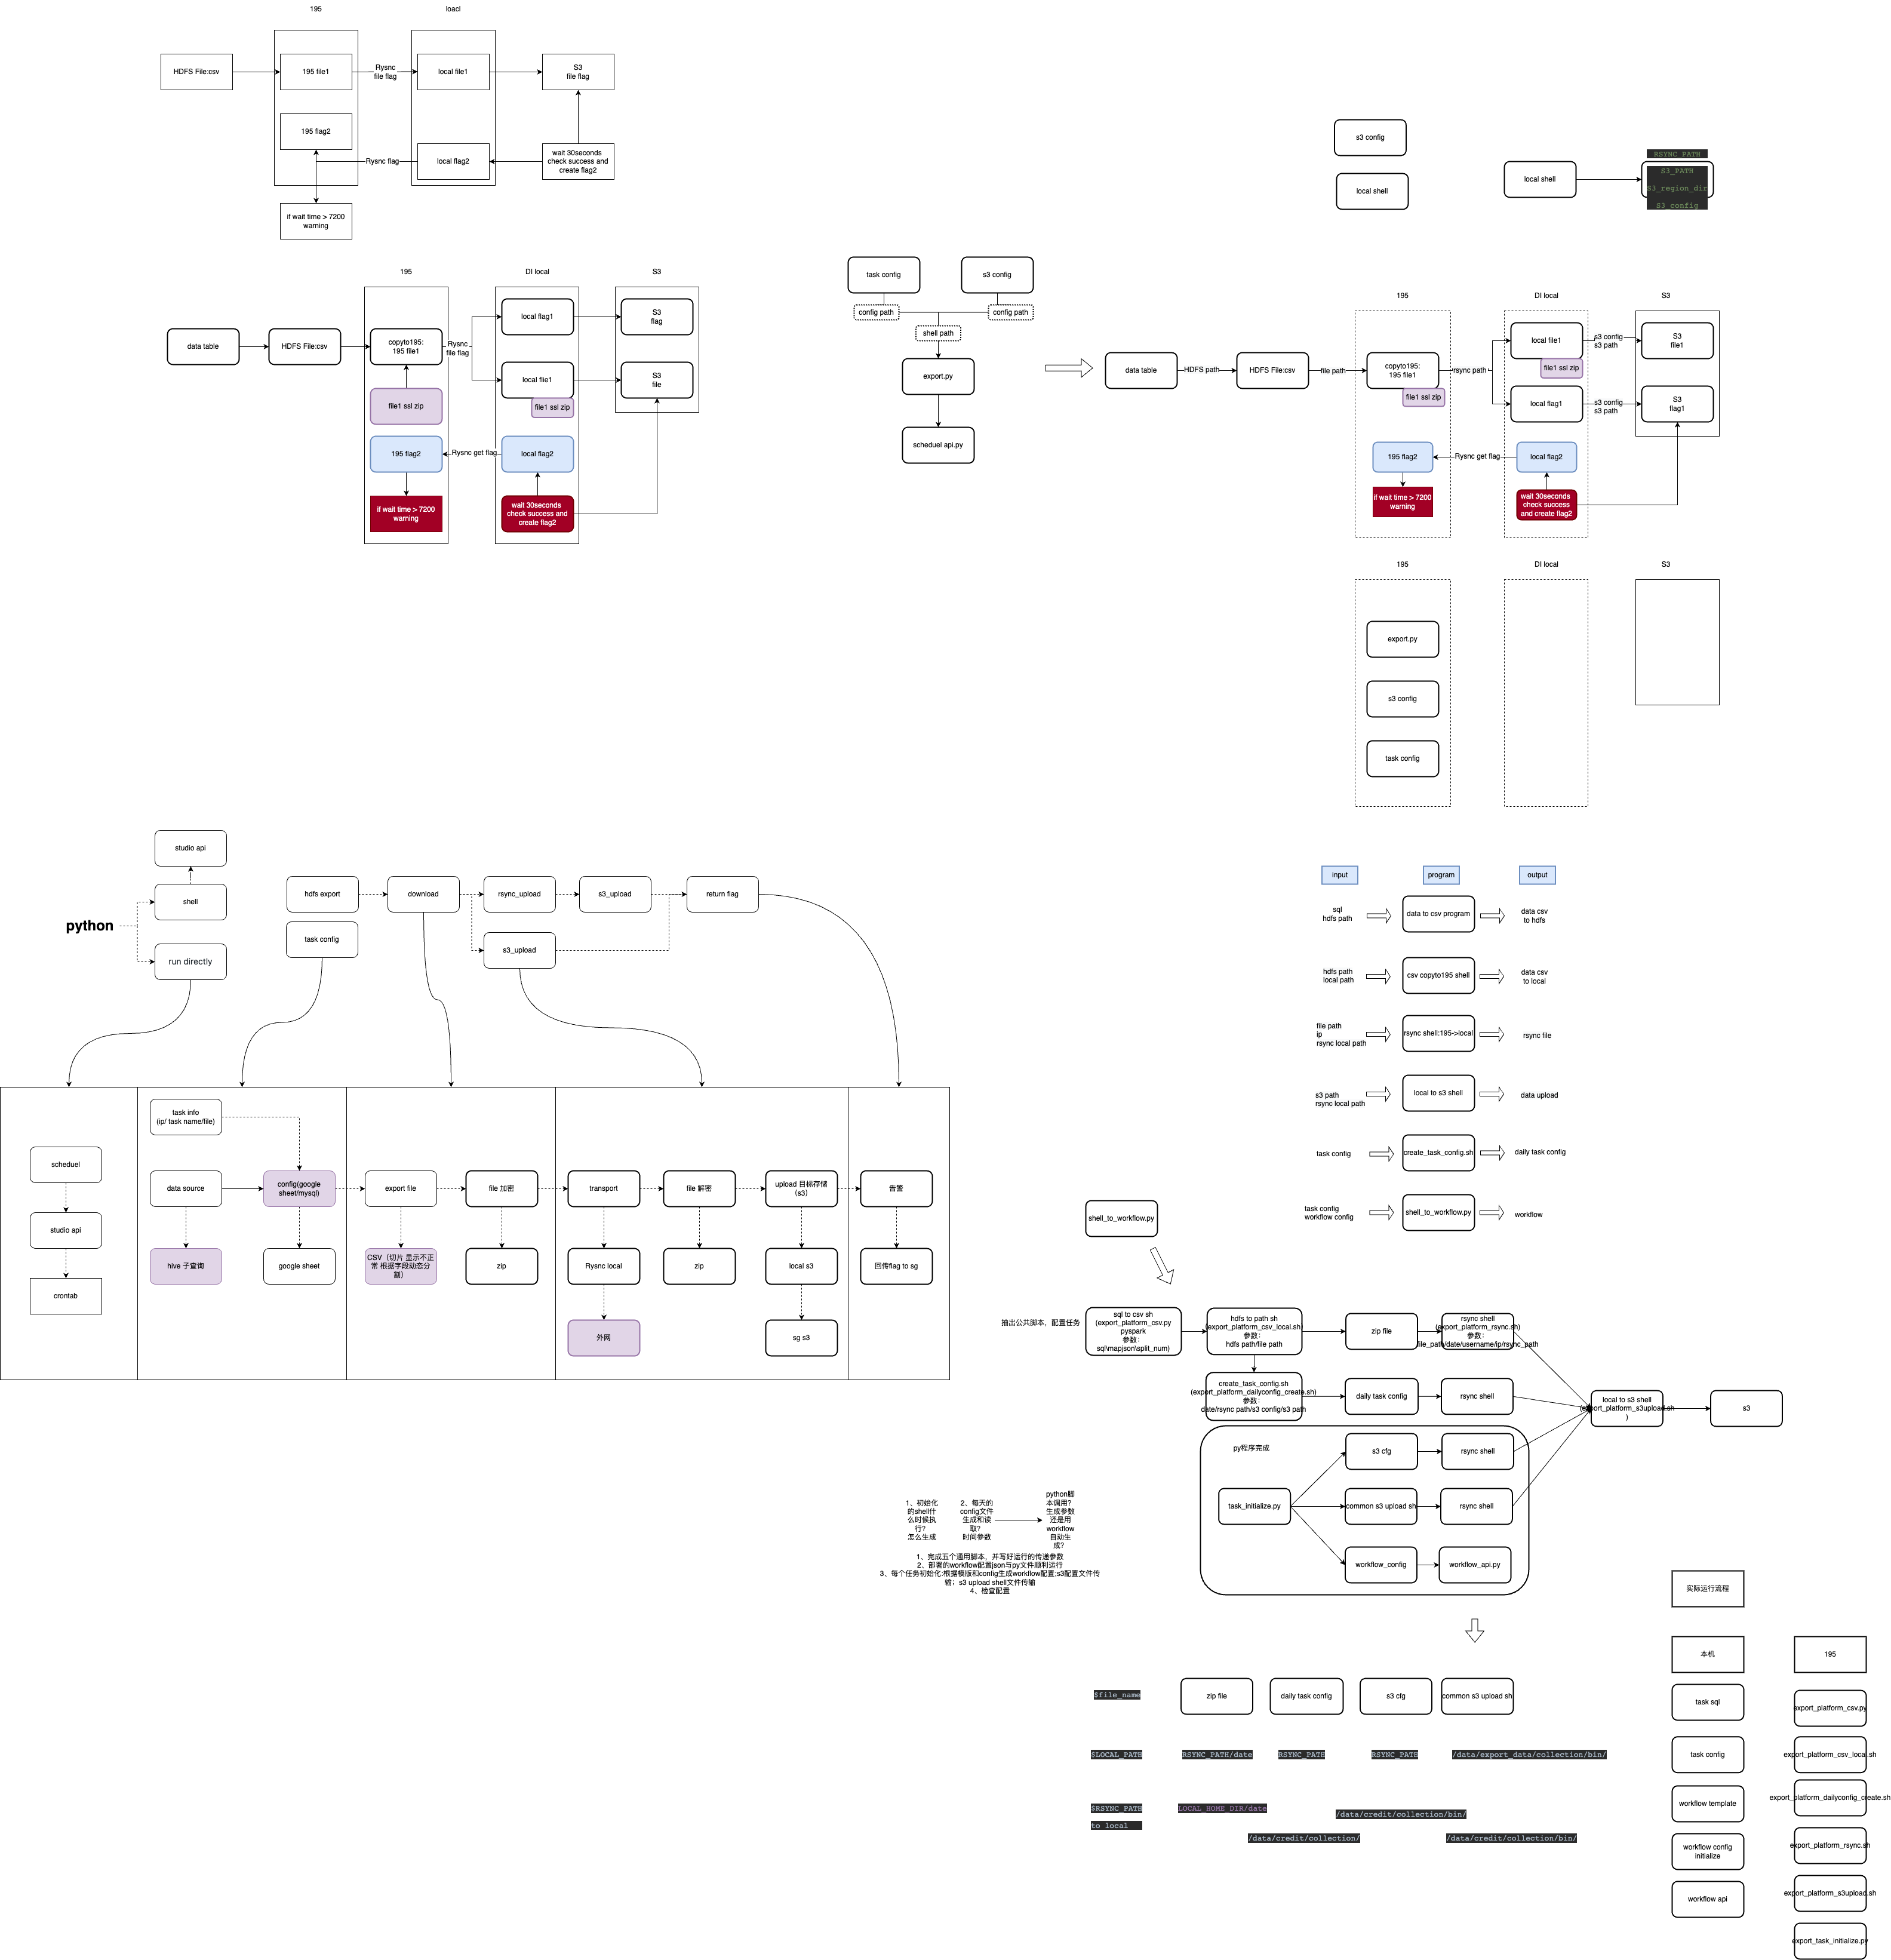 195
loacl
HDFS File:csv
195 file1
Rysnc
file flag
local file1
S3
file flag
195 flag2
Rysnc flag
local flag2
wait 30seconds
check success and
create flag2
if wait time > 7200
warning
s3 config
local shell
local shell
RSYNC_PATH
S3_PATH
S3_region_dir
S3_config
195
DI local
S3
data table
HDFS File:csv
copyto195:
195 file1
Rysnc
file flag
local flag1
S3
flag
local flie1
file1 ssl zip
S3
file
file1 ssl zip
195 flag2
Rysnc get flag
local flag2
if wait time > 7200
warning
wait 30seconds
check success and
create flag2
task config
s3 config
config path
config path
shell path
export.py
scheduel api.py
195
DI local
S3
data table
HDFS path
HDFS File:csv
file path
copyto195:
195 file1
file1 ssl zip
rsync path
local file1
file1 ssl zip
s3 config
s3 path
S3
file1
local flag1
s3 config
s3 path
S3
flag1
195 flag2
Rysnc get flag
local flag2
if wait time > 7200
warning
wait 30seconds
check success
and create flag2
195
DI local
S3
export.py
s3 config
task config
python
studio api
shell
run directly
hdfs export
download
rsync_upload
s3_upload
return flag
task config
s3_upload
scheduel
studio api
crontab
task info
(ip/ task name/file)
data source
config(google
sheet/mysql)
hive 子查询
google sheet
export file
file 加密
CSV（切片 显示不正
常 根据字段动态分
割）
zip
transport
file 解密
upload 目标存储
（s3）
Rysnc local
zip
local s3
外网
sg s3
告警
回传flag to sg
input
program
output
sql
hdfs path
data to csv program
data csv
to hdfs
hdfs path
local path
csv copyto195 shell
data csv
to local
file path
ip
rsync local path
rsync shell:195->local
rsync file
s3 path
rsync local path
local to s3 shell
data upload
task config
create_task_config.sh
daily task config
task config
workflow config
shell_to_workflow.py
workflow
shell_to_workflow.py
抽出公共脚本，配置任务
sql to csv sh
(export_platform_csv.py
pyspark
参数：
sql\mapjson\split_num)
hdfs to path sh
(export_platform_csv_local.sh)
参数：
hdfs path/file path
zip file
rsync shell
(export_platform_rsync.sh)
参数：
file_path/date/username/ip/rsync_path
create_task_config.sh
(export_platform_dailyconfig_create.sh)
参数：
date/rsync path/s3 config/s3 path
daily task config
rsync shell
local to s3 shell
(export_platform_s3upload.sh
)
s3
py程序完成
s3 cfg
rsync shell
task_initialize.py
common s3 upload sh
rsync shell
workflow_config
workflow_api.py
1、初始化
的shell什
么时候执
行？
怎么生成
2、每天的
config文件
生成和读
取？
时间参数
python脚
本调用？
生成参数
还是用
workflow
自动生
成？
1、完成五个通用脚本，并写好运行的传递参数
2、部署的workflow配置json与py文件顺利运行
3、每个任务初始化:根据模版和config生成workflow配置;s3配置文件传
输；s3 upload shell文件传输
4、检查配置
$file_name
zip file
daily task config
s3 cfg
common s3 upload sh
$LOCAL_PATH
RSYNC_PATH/date
RSYNC_PATH
RSYNC_PATH
/data/export_data/collection/bin/
$RSYNC_PATH
to local
LOCAL_HOME_DIR/date
/data/credit/collection/
/data/credit/collection/bin/
/data/credit/collection/bin/
实际运行流程
本机
195
task sql
export_platform_csv.py
task config
export_platform_csv_local.sh
workflow template
export_platform_dailyconfig_create.sh
workflow config
initialize
export_platform_rsync.sh
workflow api
export_platform_s3upload.sh
export_task_initialize.py